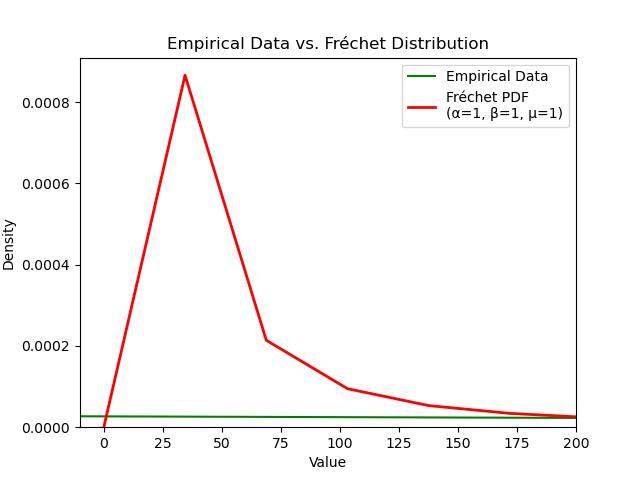 Empirical Data vs. Fréchet Distribution
Empirical Data
Fréchet PDF
(α=1, β=1, μ=1)
Density
0.0008
0.0006
0.0004
0.0002
0.0000
0 25 50 75 100 125 150 175 200
Value